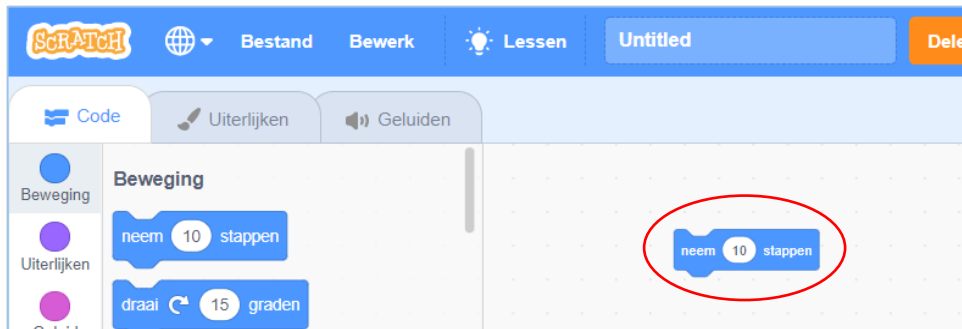 SCRATCH Bestand Bewerk Lessen Untitled Dele
Code Uiterlijken Geluiden
Beweging
Beweging
neem 10 stappen
neem 10 stappen
Uiterlijken
draai 15 graden